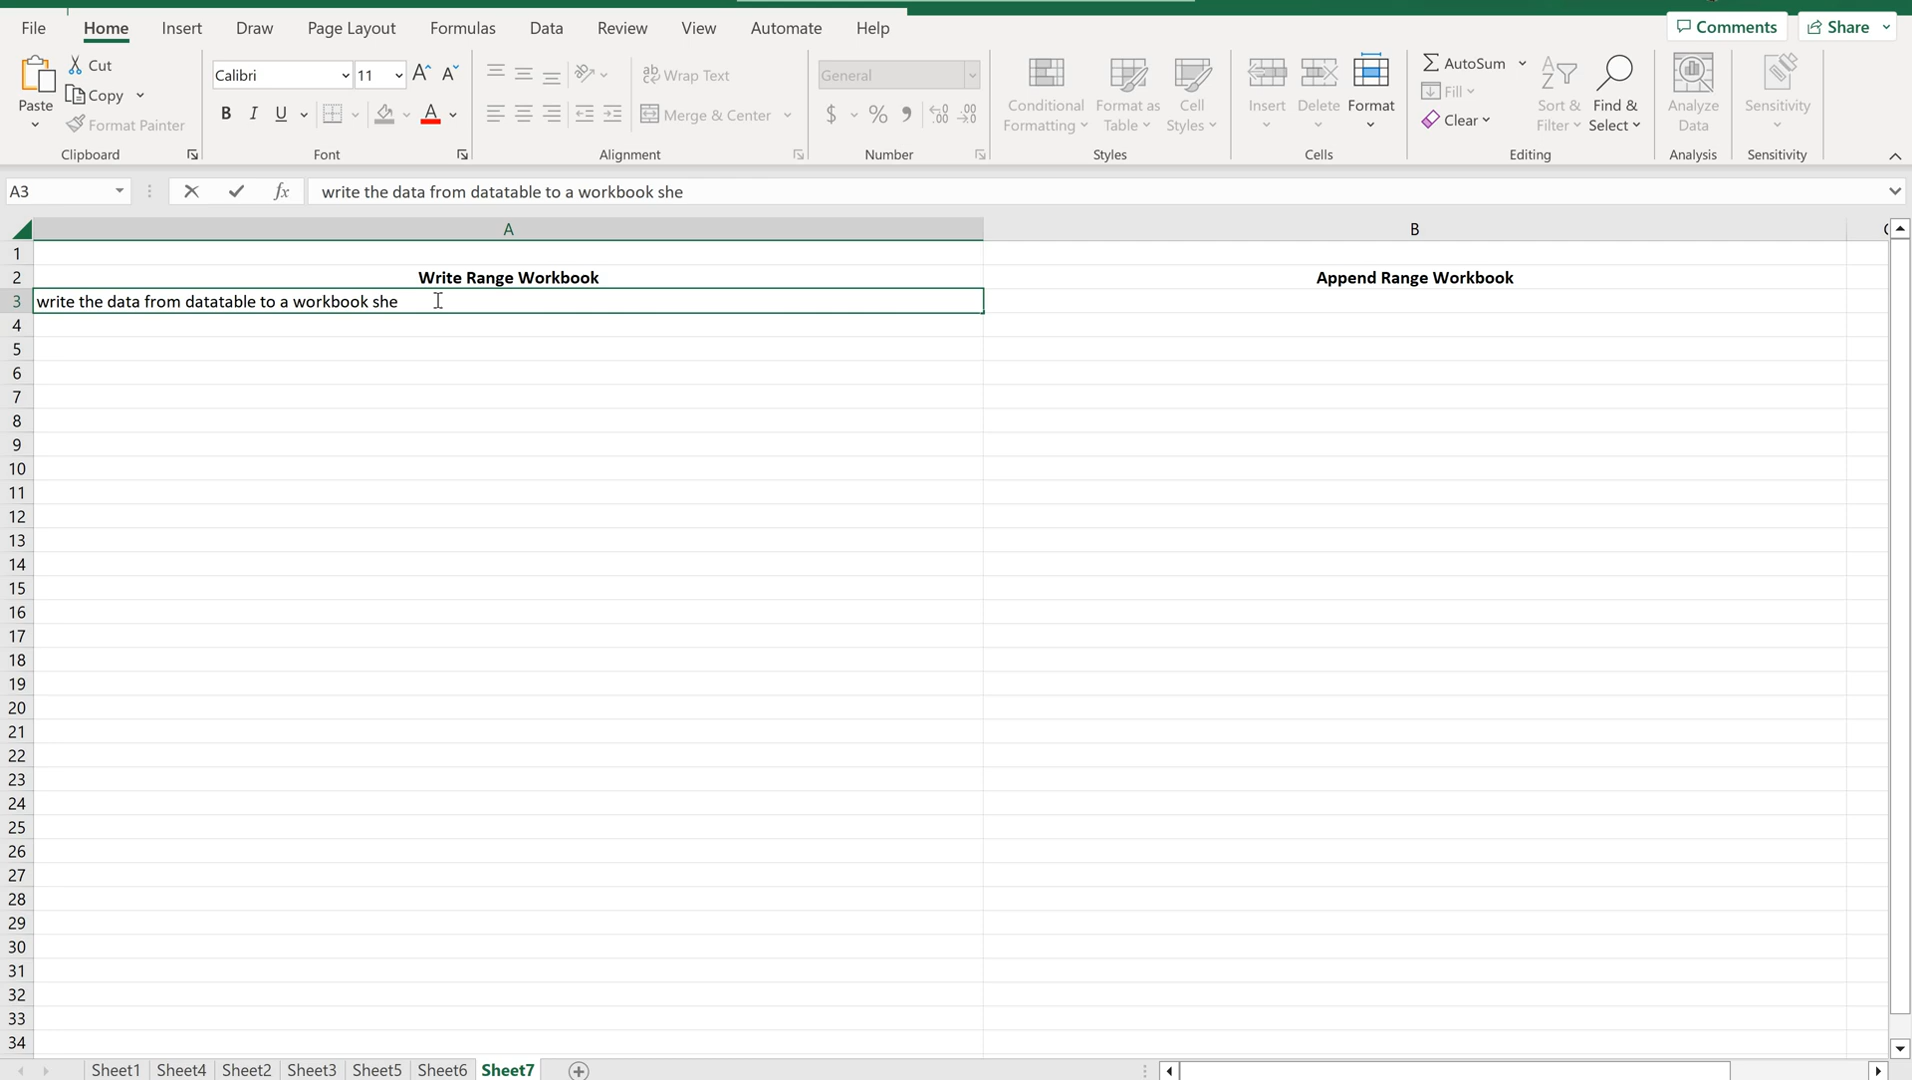 File Home Insert Draw Page Layout Formulas Data Review View Automate Help Comments Share
Paste Cut Copy Format Painter Clipboard
Calibri 11 A^ A˅ B I U A Font
ab Wrap Text Merge & Center Alignment
General $ % , Number
Conditional Formatting Format as Table Cell Styles Styles
Insert Delete Format Cells
AutoSum Fill Clear Sort & Filter Find & Select Editing
Analyze Data Analysis
Sensitivity Sensitivity
A3 fx write the data from datatable to a workbook she
A B
1
2 Write Range Workbook Append Range Workbook
3 write the data from datatable to a workbook she
4
5
6
7
8
9
10
11
12
13
14
15
16
17
18
19
20
21
22
23
24
25
26
27
28
29
30
31
32
33
34
Sheet1 Sheet4 Sheet2 Sheet3 Sheet5 Sheet6 Sheet7